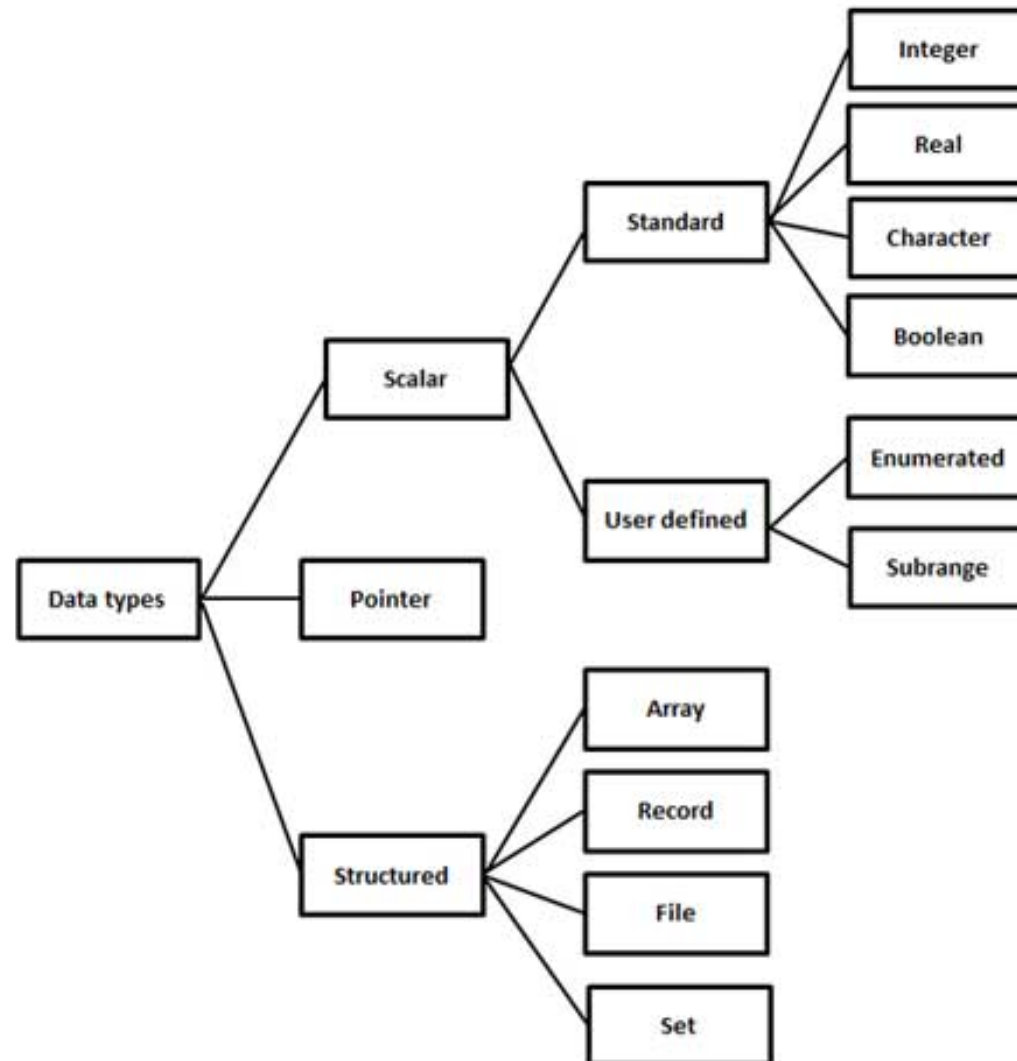 Integer
Real
Standard
Character
Boolean
Scalar
Enumerated
User defined
Subrange
Data types
Pointer
Array
Record
Structured
File
Set